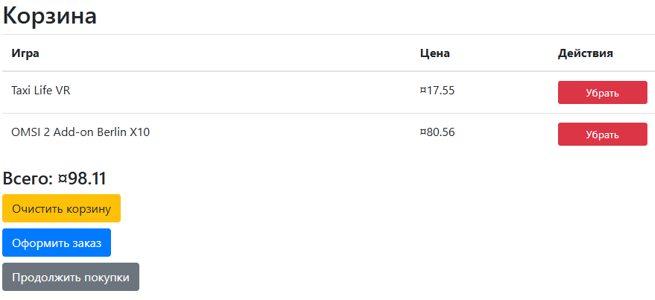 Корзина
Игра Цена Действия
Taxi Life VR ¤17.55 Убрать
OMSI 2 Add-on Berlin X10 ¤80.56 Убрать
Всего: ¤98.11
Очистить корзину
Оформить заказ
Продолжить покупки